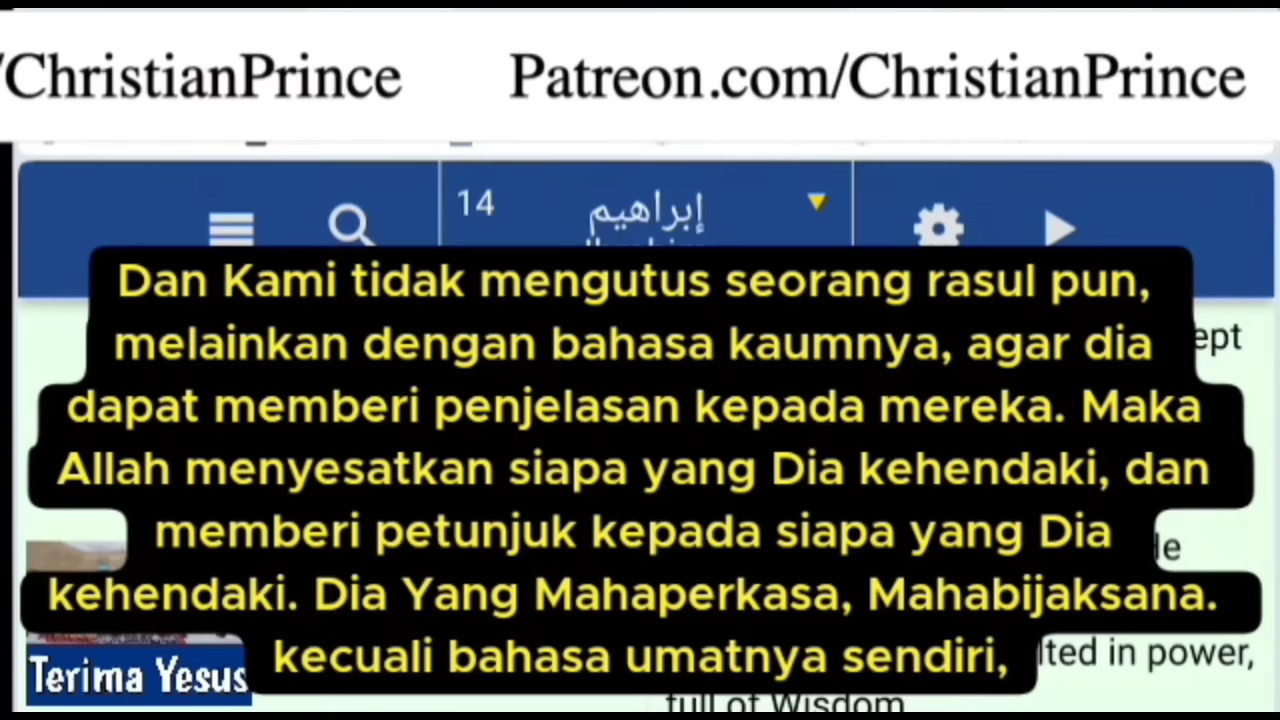 /ChristianPrince Patreon.com/ChristianPrince
14 إبراهيم
Dan Kami tidak mengutus seorang rasul pun,
melainkan dengan bahasa kaumnya, agar dia
ept
dapat memberi penjelasan kepada mereka. Maka
Allah menyesatkan siapa yang Dia kehendaki, dan
memberi petunjuk kepada siapa yang Dia
kehendaki. Dia Yang Mahaperkasa, Mahabijaksana.
kecuali bahasa umatnya sendiri,
lted in power,
Terima Yesus
full of Wisdom